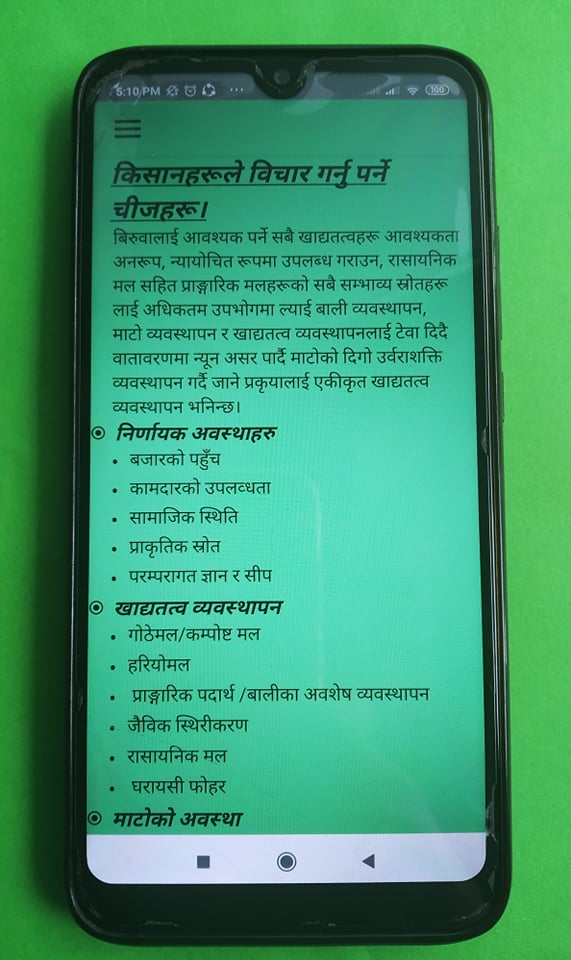 5:10 PM ... 100
किसानहरूले विचार गर्नु पर्ने
चीजहरू।
बिरुवालाई आवश्यक पर्ने सबै खाद्यतत्वहरू आवश्यकता
अनरूप, न्यायोचित रूपमा उपलब्ध गराउन, रासायनिक
मल सहित प्राङ्गारिक मलहरूको सबै सम्भाव्य स्रोतहरू
लाई अधिकतम उपभोगमा ल्याई बाली व्यवस्थापन,
माटो व्यवस्थापन र खाद्यतत्व व्यवस्थापनलाई टेवा दिदै
वातावरणमा न्यून असर पार्दै माटोको दिगो उर्वराशक्ति
व्यवस्थापन गर्दै जाने प्रकृयालाई एकीकृत खाद्यतत्व
व्यवस्थापन भनिन्छ।
निर्णायक अवस्थाहरु
• बजारको पहुँच
• कामदारको उपलव्धता
• सामाजिक स्थिति
• प्राकृतिक स्रोत
• परम्परागत ज्ञान र सीप
खाद्यतत्व व्यवस्थापन
• गोठेमल/कम्पोष्ट मल
• हरियोमल
• प्राङ्गारिक पदार्थ /बालीका अवशेष व्यवस्थापन
• जैविक स्थिरीकरण
• रासायनिक मल
• घरायसी फोहर
माटोको अवस्था